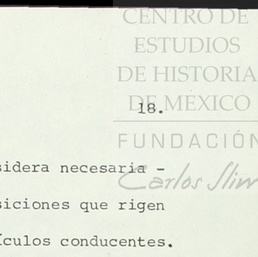 CENTRO DE
ESTUDIOS
DE HISTORIA
DE MEXICO
18.
FUNDACIÓN
Carlos Slim
sidera necesaria -
siciones que rigen
ículos conducentes.